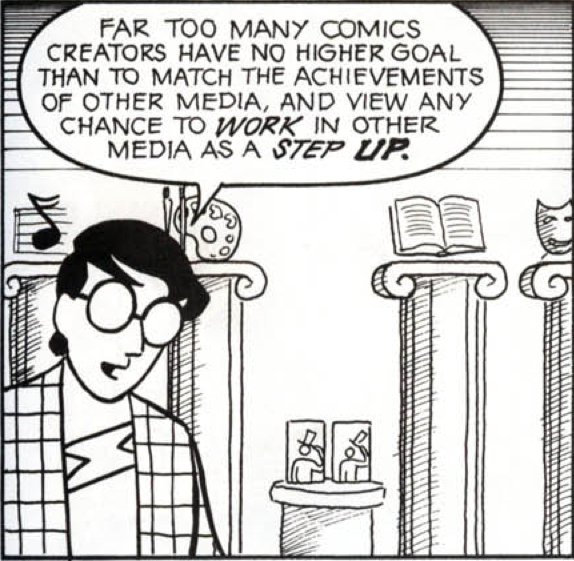 FAR TOO MANY COMICS
CREATORS HAVE NO HIGHER GOAL
THAN TO MATCH THE ACHIEVEMENTS
OF OTHER MEDIA, AND VIEW ANY
CHANCE TO WORK IN OTHER
MEDIA AS A STEP UP.